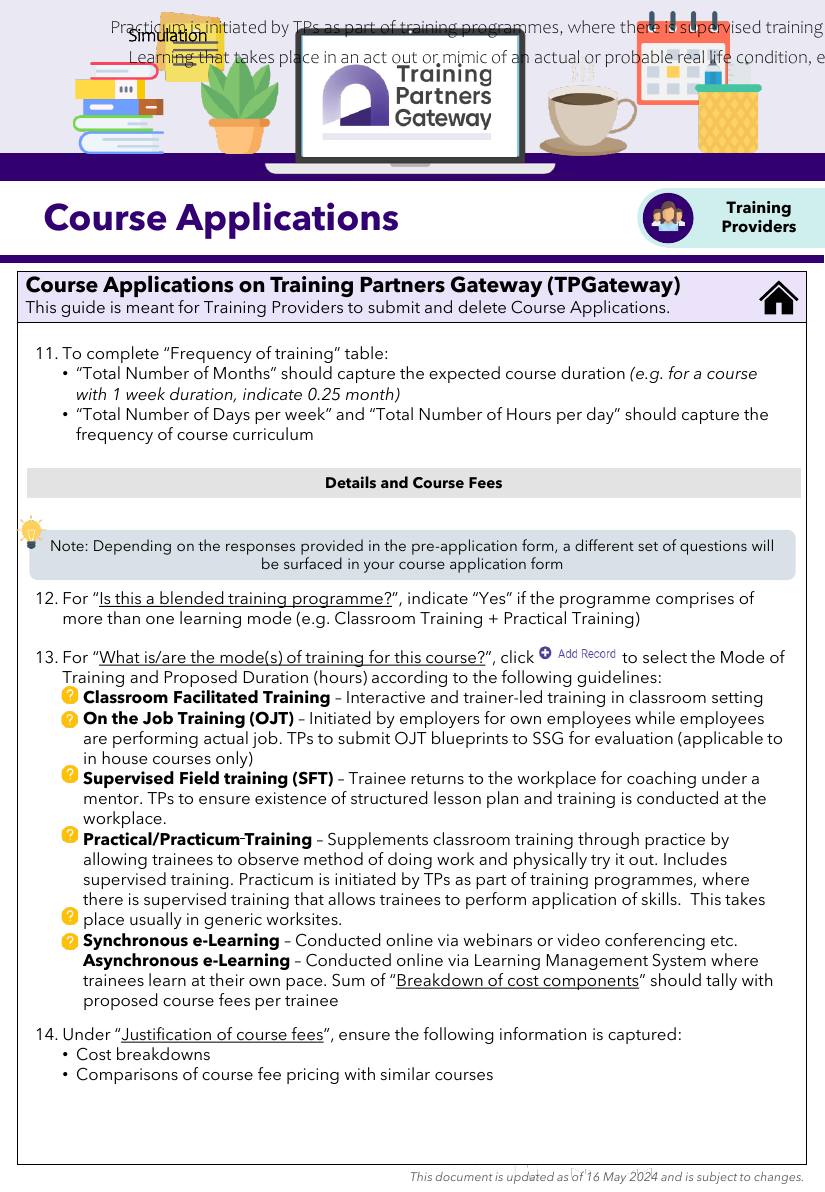 Practicum is initiated by TPs as part of training programmes, where there is supervised training
Simulation
Learning that takes place in an act out or mimic of an actual or probable real life condition, e
Training
Partners
Gateway
Course Applications
Training
Providers
Course Applications on Training Partners Gateway (TPGateway)
This guide is meant for Training Providers to submit and delete Course Applications.
11. To complete “Frequency of training” table:
• “Total Number of Months” should capture the expected course duration (e.g. for a course
with 1 week duration, indicate 0.25 month)
• “Total Number of Days per week” and “Total Number of Hours per day” should capture the
frequency of course curriculum
Details and Course Fees
Note: Depending on the responses provided in the pre-application form, a different set of questions will
be surfaced in your course application form
12. For “Is this a blended training programme?”, indicate “Yes” if the programme comprises of
more than one learning mode (e.g. Classroom Training + Practical Training)
13. For “What is/are the mode(s) of training for this course?”, click Add Record to select the Mode of
Training and Proposed Duration (hours) according to the following guidelines:
? Classroom Facilitated Training – Interactive and trainer-led training in classroom setting
? On the Job Training (OJT) – Initiated by employers for own employees while employees
are performing actual job. TPs to submit OJT blueprints to SSG for evaluation (applicable to
in house courses only)
? Supervised Field training (SFT) – Trainee returns to the workplace for coaching under a
mentor. TPs to ensure existence of structured lesson plan and training is conducted at the
workplace.
? Practical/Practicum-Training – Supplements classroom training through practice by
allowing trainees to observe method of doing work and physically try it out. Includes
supervised training. Practicum is initiated by TPs as part of training programmes, where
there is supervised training that allows trainees to perform application of skills. This takes
? place usually in generic worksites.
? Synchronous e-Learning – Conducted online via webinars or video conferencing etc.
Asynchronous e-Learning – Conducted online via Learning Management System where
trainees learn at their own pace. Sum of “Breakdown of cost components” should tally with
proposed course fees per trainee
14. Under “Justification of course fees”, ensure the following information is captured:
• Cost breakdowns
• Comparisons of course fee pricing with similar courses
This document is updated as of 16 May 2024 and is subject to changes.